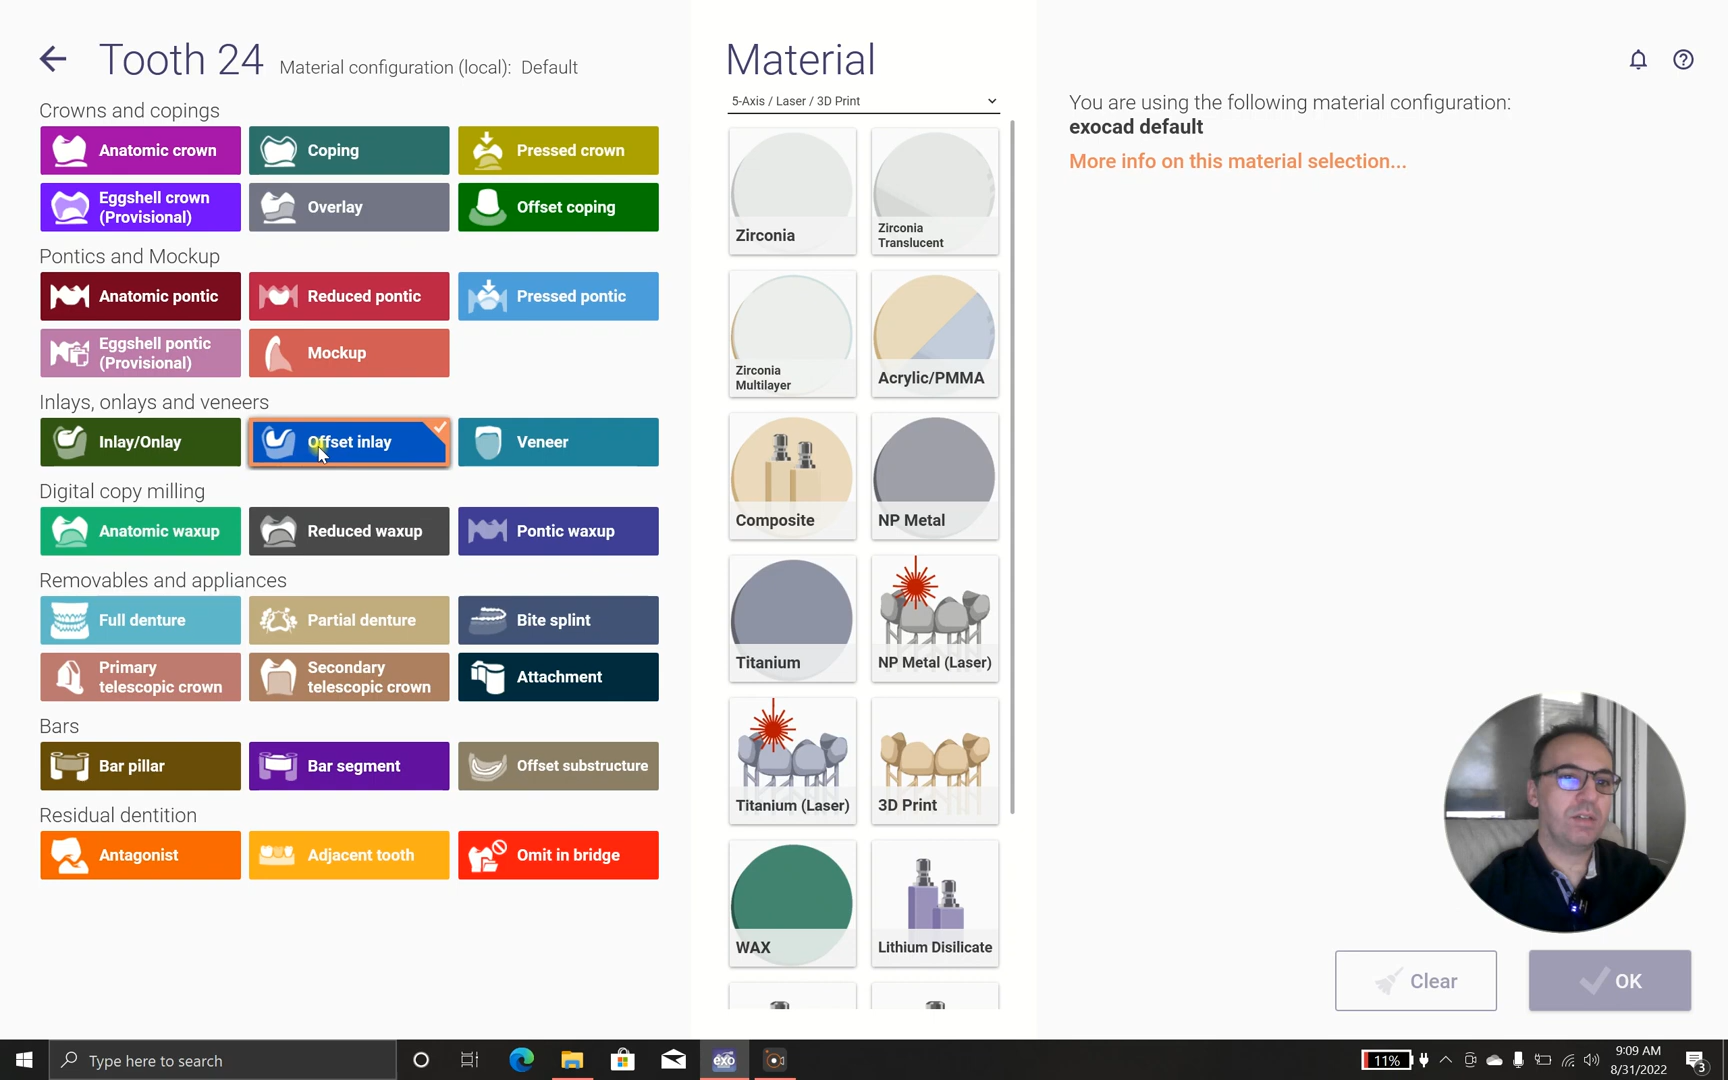 Tooth 24 Material configuration (local): Default
Crowns and copings
Anatomic crown
Coping
Pressed crown
Eggshell crown
(Provisional)
Overlay
Offset coping
Pontics and Mockup
Anatomic pontic
Reduced pontic
Pressed pontic
Eggshell pontic
(Provisional)
Mockup
Inlays, onlays and veneers
Inlay/Onlay
Offset inlay
Veneer
Digital copy milling
Anatomic waxup
Reduced waxup
Pontic waxup
Removables and appliances
Full denture
Partial denture
Bite splint
Primary
telescopic crown
Secondary
telescopic crown
Attachment
Bars
Bar pillar
Bar segment
Offset substructure
Residual dentition
Antagonist
Adjacent tooth
Omit in bridge
Material
5-Axis / Laser / 3D Print
Zirconia
Zirconia
Translucent
Zirconia
Multilayer
Acrylic/PMMA
Composite
NP Metal
Titanium
NP Metal (Laser)
Titanium (Laser)
3D Print
WAX
Lithium Disilicate
You are using the following material configuration:
exocad default
More info on this material selection...
Clear
OK
Type here to search
exo
11%
9:09 AM
8/31/2022
3